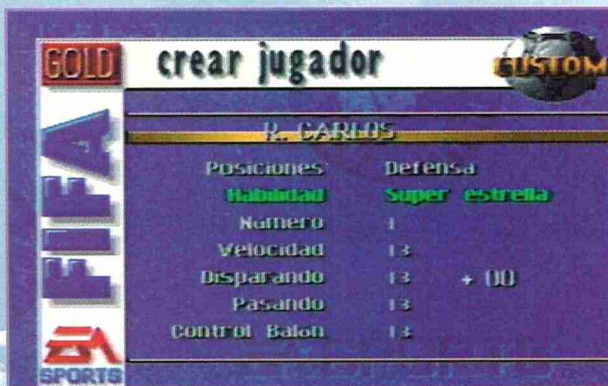 GOLD
FIFA
EA
SPORTS
crear jugador
CUSTOM
R. CARLOS
Posiciones Defensa
Habilidad Super estrella
Numero 1
Velocidad 13
Disparando 13 + 00
Pasando 13
Control Balon 13